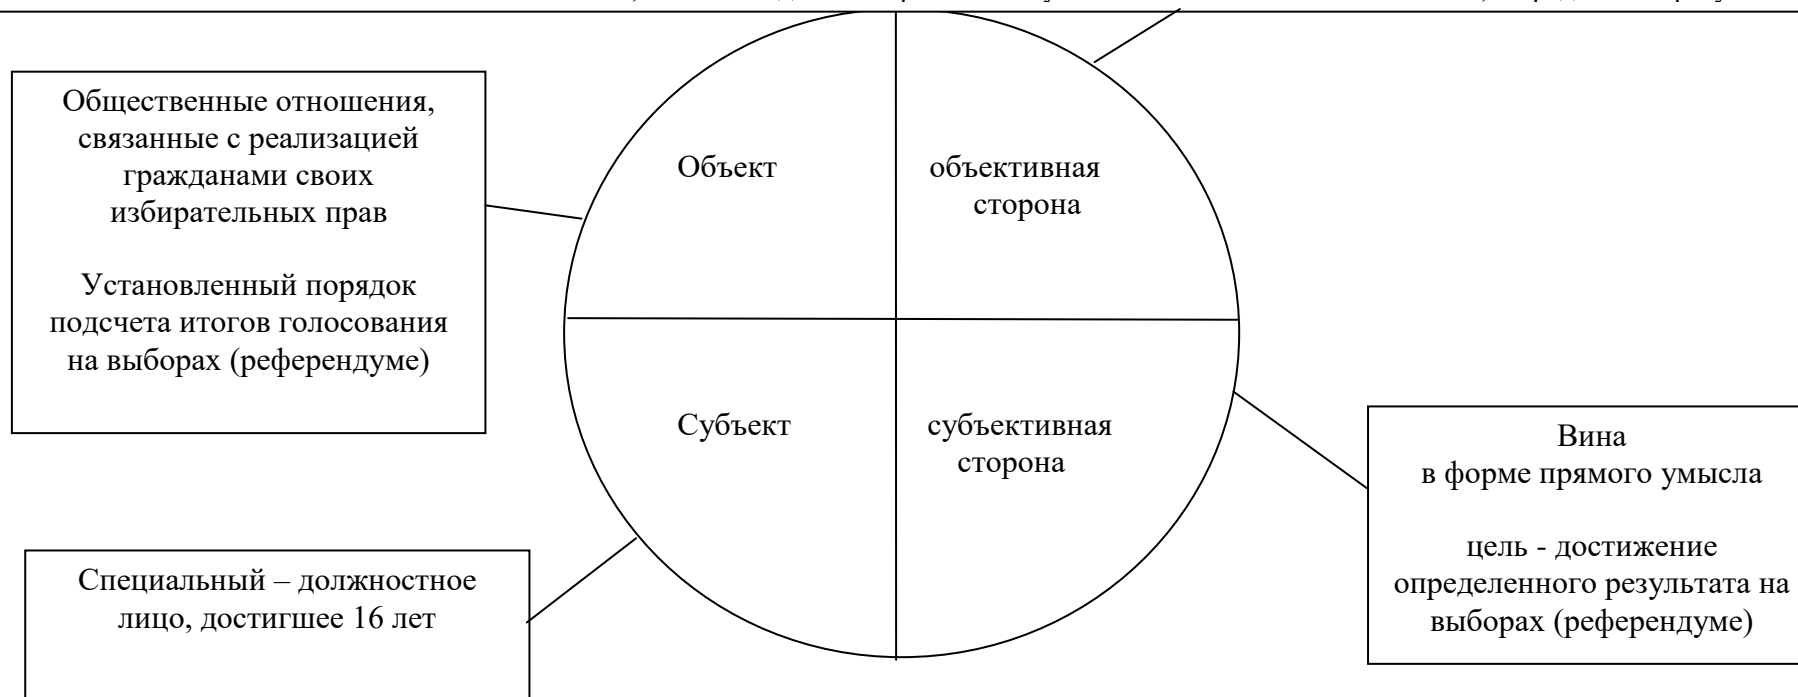 Общественные отношения,
связанные с реализацией
гражданами своих
избирательных прав
Установленный порядок
подсчета итогов голосования
на выборах (референдуме)
Объект
объективная
сторона
Субъект
субъективная
сторона
Вина
в форме прямого умысла
цель - достижение
определенного результата на
выборах (референдуме)
Специальный – должностное
лицо, достигшее 16 лет